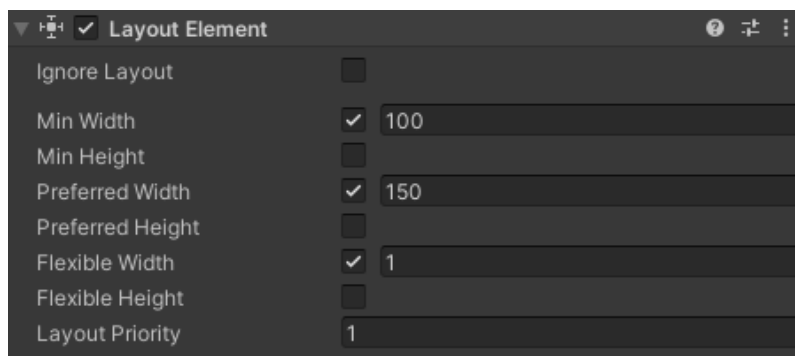 Layout Element
Ignore Layout
Min Width 100
Min Height
Preferred Width 150
Preferred Height
Flexible Width 1
Flexible Height
Layout Priority 1